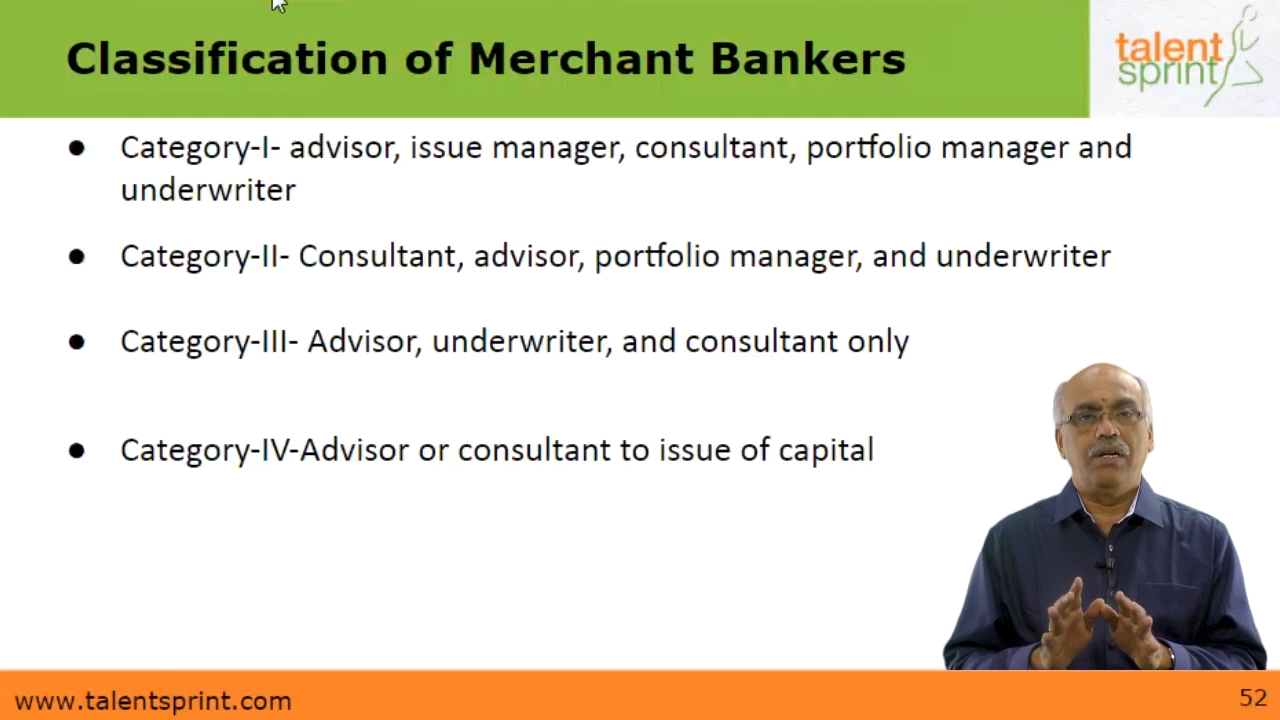 Classification of Merchant Bankers
talent
sprint
● Category-I- advisor, issue manager, consultant, portfolio manager and
underwriter
● Category-II- Consultant, advisor, portfolio manager, and underwriter
● Category-III- Advisor, underwriter, and consultant only
● Category-IV-Advisor or consultant to issue of capital
www.talentsprint.com
52